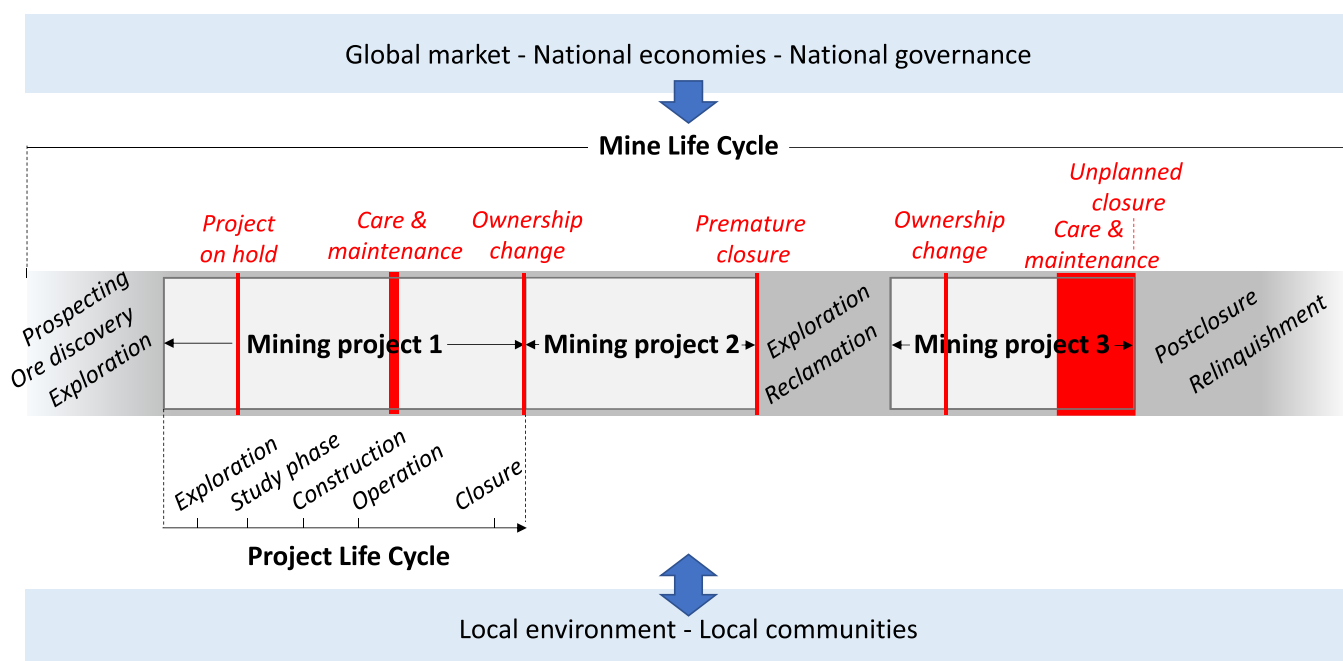 Global market - National economies - National governance
Mine Life Cycle
Unplanned
closure
Project
on hold
Care &
maintenance
Ownership
change
Premature
closure
Ownership
change
Care &
maintenance
Prospecting
Ore discovery
Exploration
Mining project 1
Mining project 2
Exploration
Reclamation
Mining project 3
Postclosure
Relinquishment
Exploration
Study phase
Construction
Operation
Closure
Project Life Cycle
Local environment - Local communities